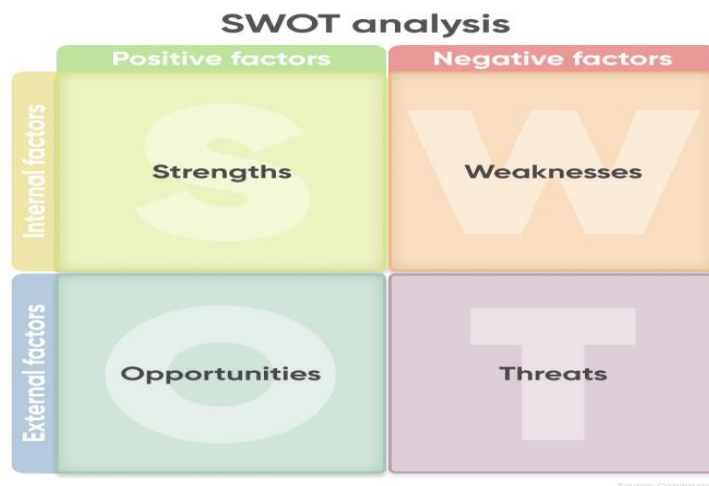 SWOT analysis
Positive factors
Negative factors
Internal factors
S
Strengths
W
Weaknesses
External factors
O
Opportunities
T
Threats